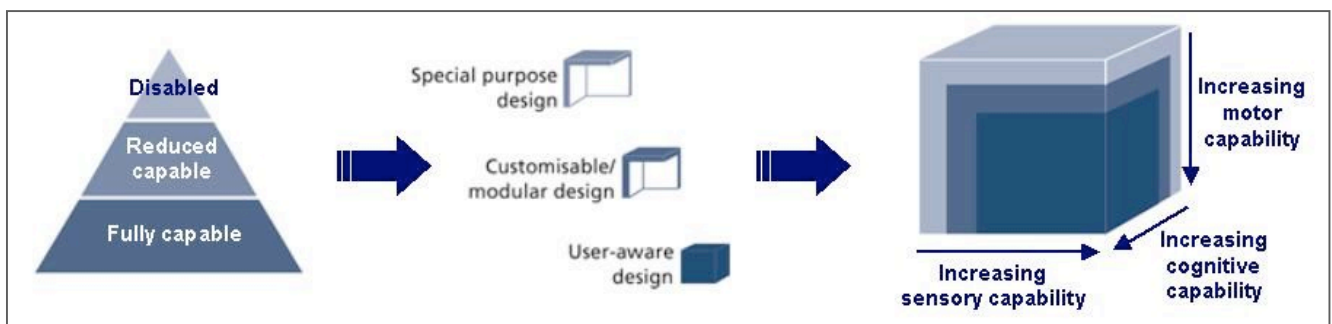 Disabled
Reduced
capable
Fully capable
Special purpose
design
Customisable/
modular design
User-aware
design
Increasing
motor
capability
Increasing
sensory capability
Increasing
cognitive
capability